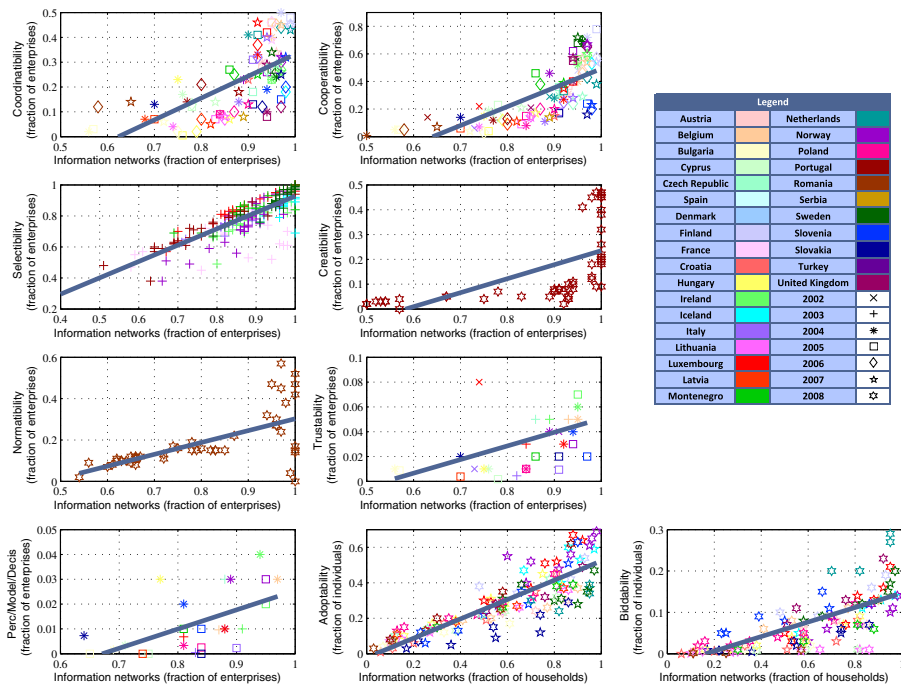 0.5
0.4
0.3
0.2
0.1
0
0.5 0.6 0.7 0.8 0.9 1
Coordinatibility
(fraction of enterprises)
Information networks (fraction of enterprises)
0.8
0.6
0.4
0.2
0
0.5 0.6 0.7 0.8 0.9 1
Cooperatibility
(fraction of enterprises)
Information networks (fraction of enterprises)
1
0.8
0.6
0.4
0.2
0.4 0.5 0.6 0.7 0.8 0.9 1
Selectibility
(fraction of enterprises)
Information networks (fraction of enterprises)
0.5
0.4
0.3
0.2
0.1
0
0.5 0.6 0.7 0.8 0.9 1
Creatibility
(fraction of enterprises)
Information networks (fraction of enterprises)
Legend
Austria Netherlands
Belgium Norway
Bulgaria Poland
Cyprus Portugal
Czech Republic Romania
Spain Serbia
Denmark Sweden
Finland Slovenia
France Slovakia
Croatia Turkey
Hungary United Kingdom
Ireland 2002
Iceland 2003
Italy 2004
Lithuania 2005
Luxembourg 2006
Latvia 2007
Montenegro 2008
0.6
0.4
0.2
0
0.5 0.6 0.7 0.8 0.9 1
Normatibility
(fraction of enterprises)
Information networks (fraction of enterprises)
0.1
0.08
0.06
0.04
0.02
0
0.5 0.6 0.7 0.8 0.9 1
Trustability
(fraction of enterprises)
Information networks (fraction of enterprises)
0.05
0.04
0.03
0.02
0.01
0
0.6 0.7 0.8 0.9 1
Perc/Model/Decis
(fraction of enterprises)
Information networks (fraction of enterprises)
0.6
0.4
0.2
0
0 0.2 0.4 0.6 0.8 1
Adoptability
(fraction of individuals)
Information networks (fraction of households)
0.3
0.2
0.1
0
0 0.2 0.4 0.6 0.8 1
Biddability
(fraction of individuals)
Information networks (fraction of households)